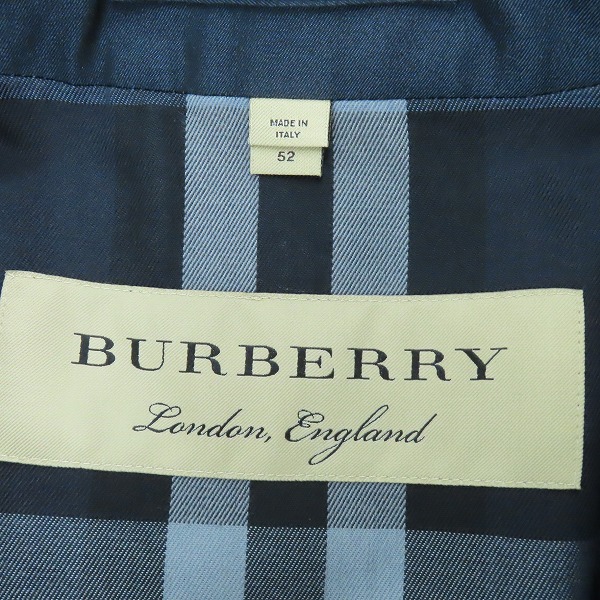 MADE IN
ITALY
52
BURBERRY
London, England